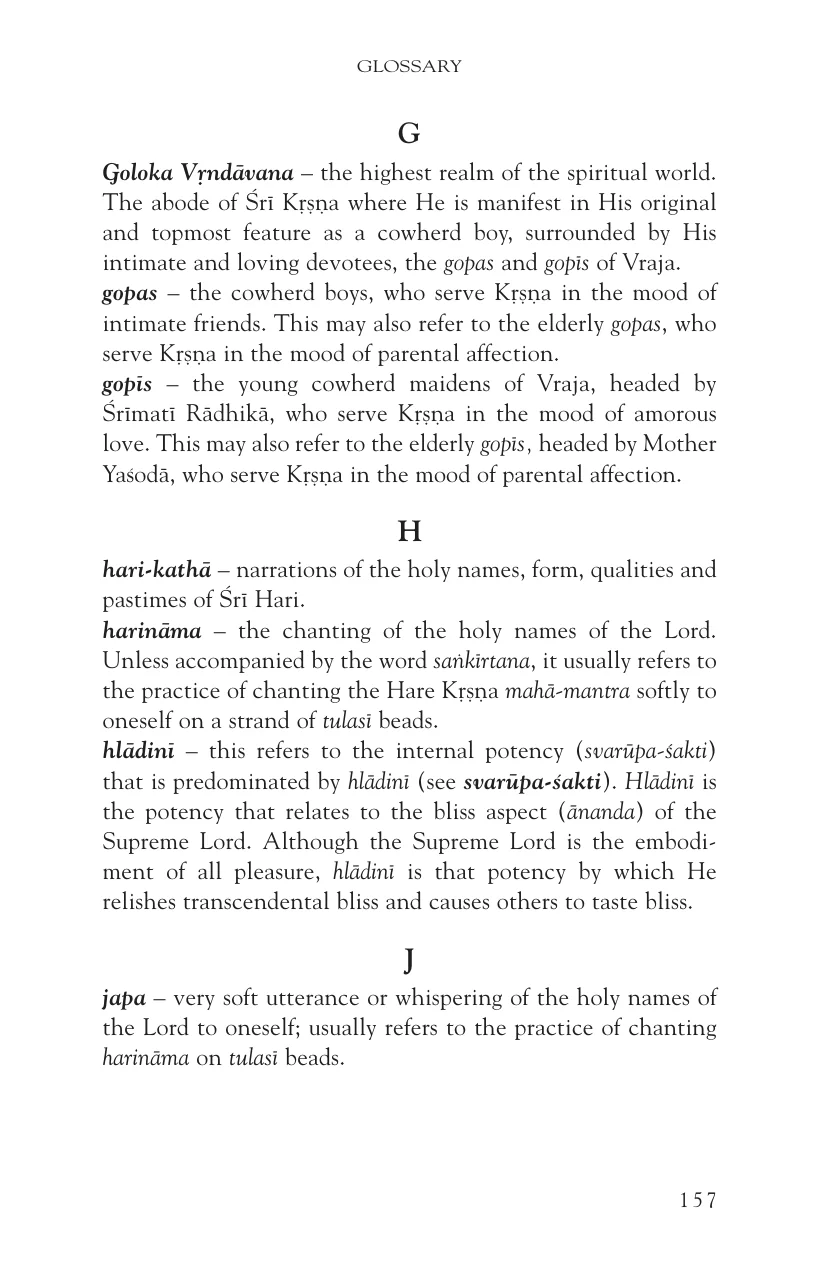 GLOSSARY
G
Goloka Vṛndāvana – the highest realm of the spiritual world.
The abode of Śrī Kṛṣṇa where He is manifest in His original
and topmost feature as a cowherd boy, surrounded by His
intimate and loving devotees, the gopas and gopīs of Vraja.
gopas – the cowherd boys, who serve Kṛṣṇa in the mood of
intimate friends. This may also refer to the elderly gopas, who
serve Kṛṣṇa in the mood of parental affection.
gopīs – the young cowherd maidens of Vraja, headed by
Śrīmatī Rādhikā, who serve Kṛṣṇa in the mood of amorous
love. This may also refer to the elderly gopīs, headed by Mother
Yaśodā, who serve Kṛṣṇa in the mood of parental affection.
H
hari-kathā – narrations of the holy names, form, qualities and
pastimes of Śrī Hari.
harināma – the chanting of the holy names of the Lord.
Unless accompanied by the word saṅkīrtana, it usually refers to
the practice of chanting the Hare Kṛṣṇa mahā-mantra softly to
oneself on a strand of tulasī beads.
hlādinī – this refers to the internal potency (svarūpa-śakti)
that is predominated by hlādinī (see svarūpa-śakti). Hlādinī is
the potency that relates to the bliss aspect (ānanda) of the
Supreme Lord. Although the Supreme Lord is the embodi-
ment of all pleasure, hlādinī is that potency by which He
relishes transcendental bliss and causes others to taste bliss.
J
japa – very soft utterance or whispering of the holy names of
the Lord to oneself; usually refers to the practice of chanting
harināma on tulasī beads.
157